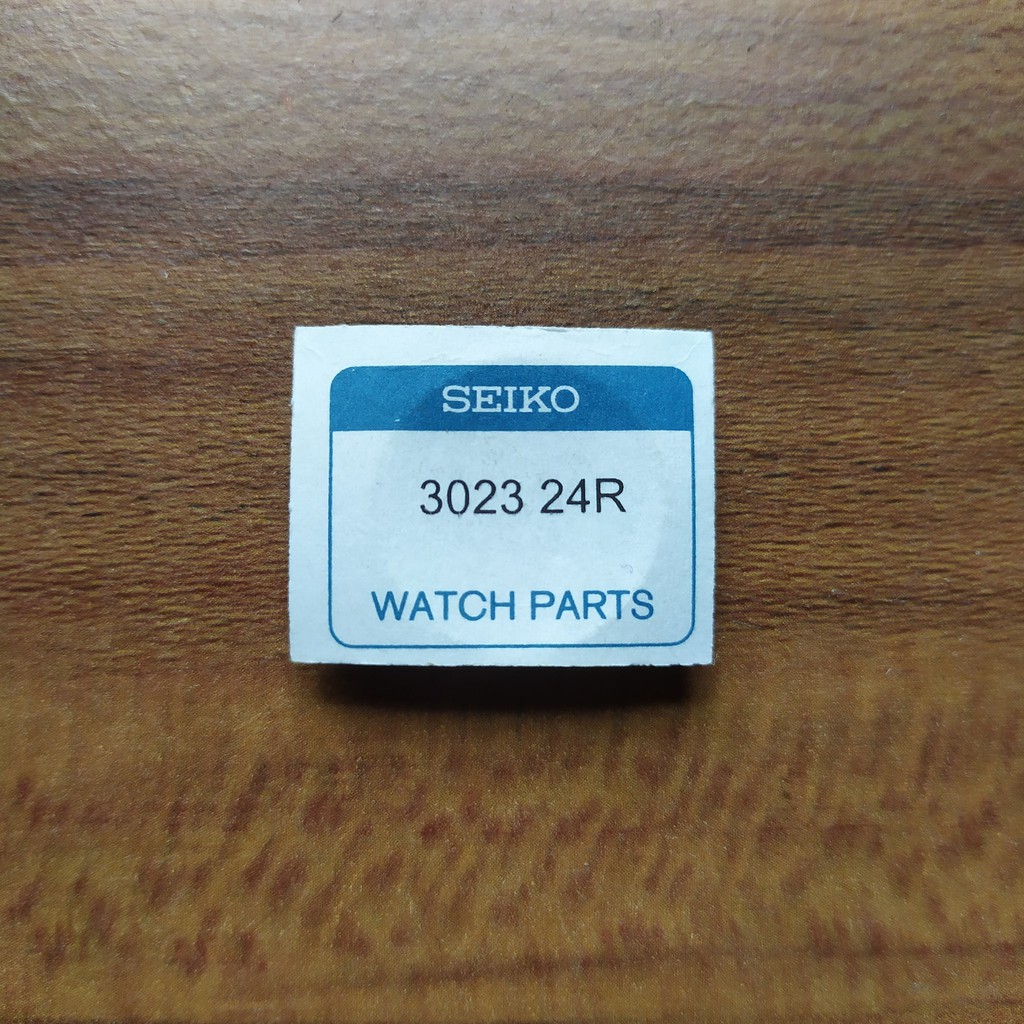 SEIKO
3023 24R
WATCH PARTS